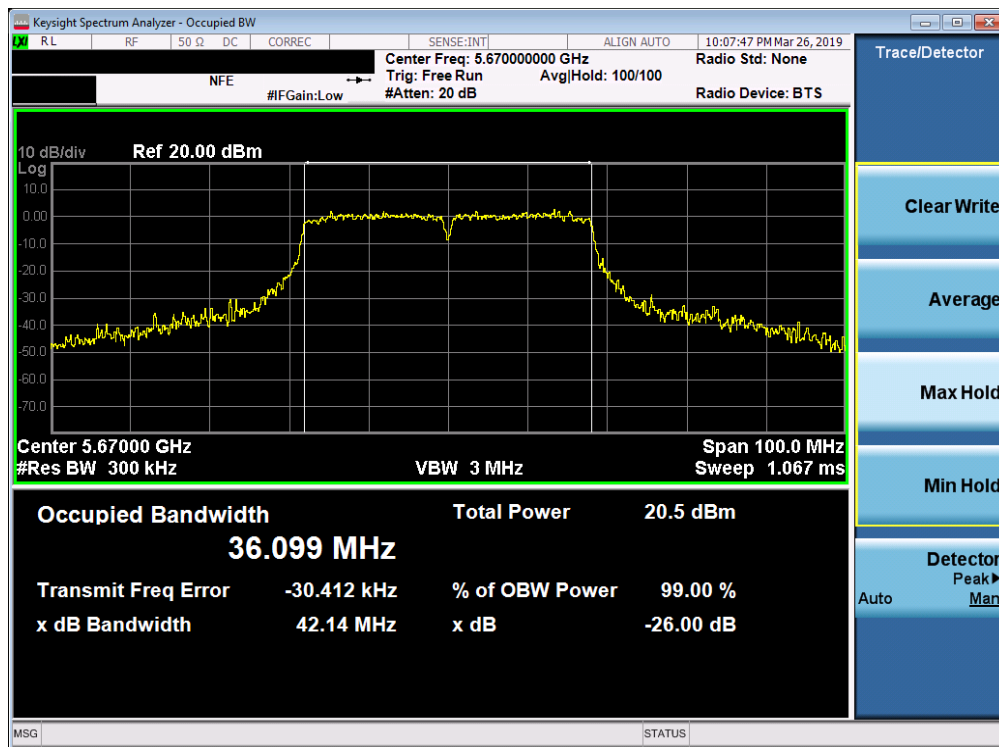 Keysight Spectrum Analyzer - Occupied BW
LXI RL RF 50 Ω DC CORREC SENSE:INT ALIGN AUTO 10:07:47 PM Mar 26, 2019
Center Freq: 5.670000000 GHz Radio Std: None
NFE Trig: Free Run Avg|Hold: 100/100
#IFGain:Low #Atten: 20 dB Radio Device: BTS
10 dB/div Ref 20.00 dBm
Log
10.0
0.00
-10.0
-20.0
-30.0
-40.0
-50.0
-60.0
-70.0
Center 5.67000 GHz Span 100.0 MHz
#Res BW 300 kHz VBW 3 MHz Sweep 1.067 ms
Occupied Bandwidth Total Power 20.5 dBm
36.099 MHz
Transmit Freq Error -30.412 kHz % of OBW Power 99.00 %
x dB Bandwidth 42.14 MHz x dB -26.00 dB
MSG STATUS
Trace/Detector
Clear Write
Average
Max Hold
Min Hold
Detector
Peak▶
Auto Man